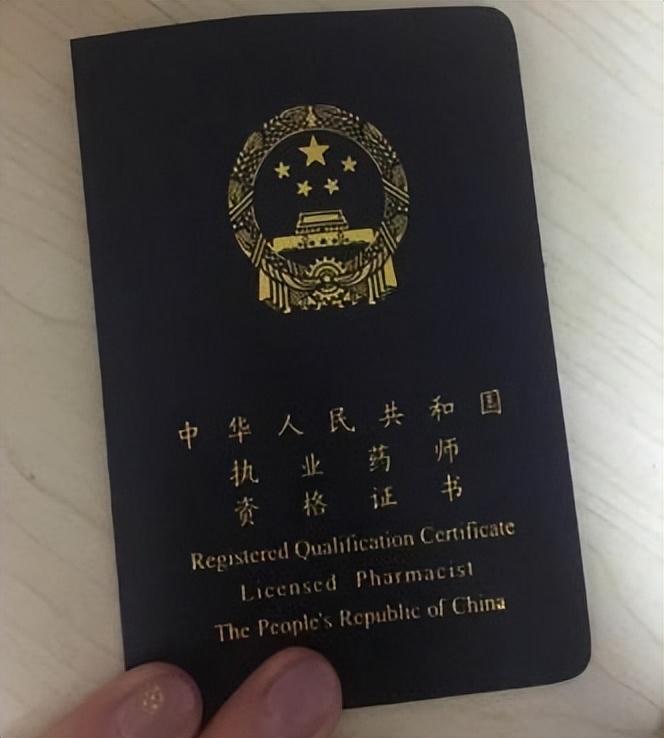 中华人民共和国
执业药师
资格证书
Registered Qualification Certificate
Licensed Pharmacist
The People's Republic of China